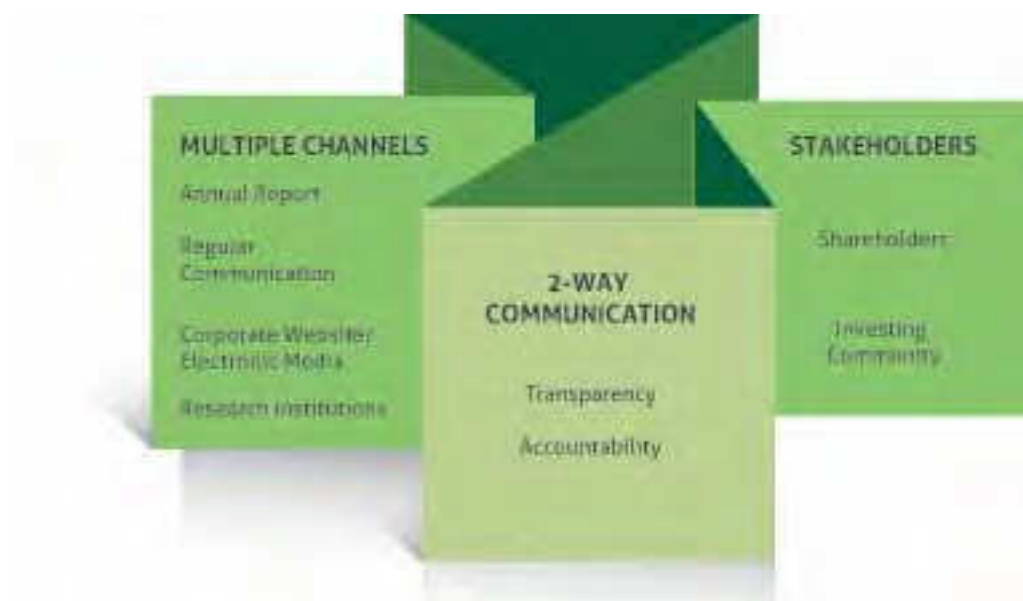 MULTIPLE CHANNELS
Annual Report
Regular
Communication
Corporate Website/
Electronic Media
Research Institutions
2-WAY
COMMUNICATION
Transparency
Accountability
STAKEHOLDERS
Shareholders
Investing
Community